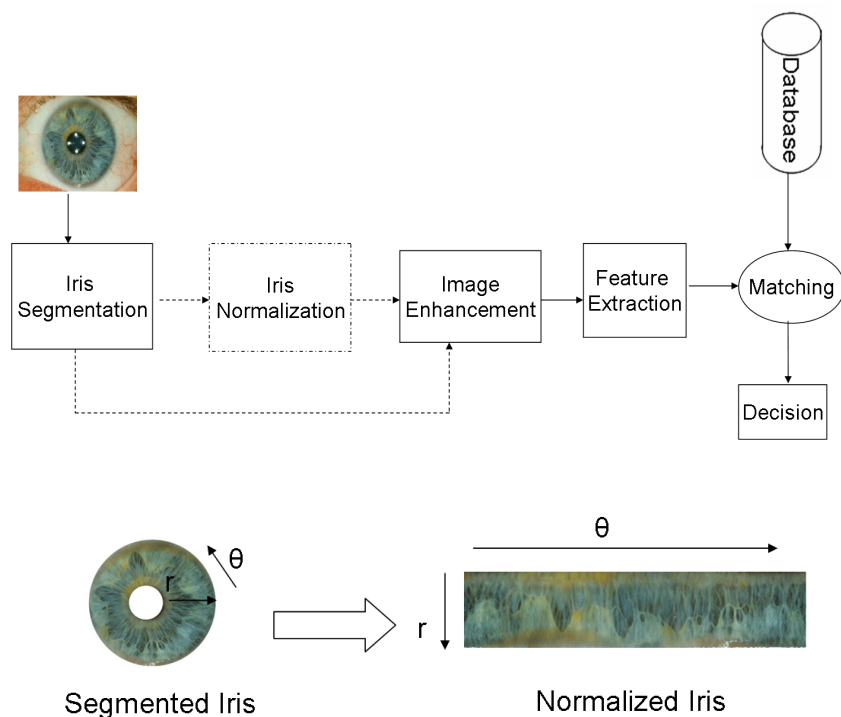 Database
Iris
Segmentation
Iris
Normalization
Image
Enhancement
Feature
Extraction
Matching
Decision
θ
r
θ
r
Segmented Iris
Normalized Iris